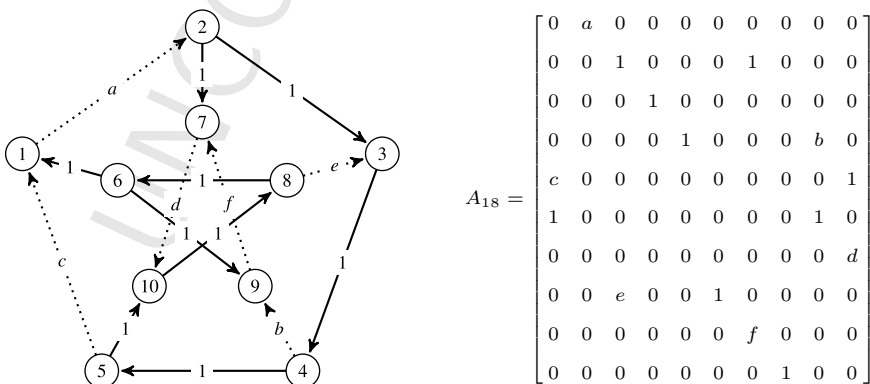 2
1
a
1
7
1
3
1
6
1
8
e
d
f
1
1
c
1
10
9
1
b
5
1
4
A18 =
0 a 0 0 0 0 0 0 0 0
0 0 1 0 0 0 1 0 0 0
0 0 0 1 0 0 0 0 0 0
0 0 0 0 1 0 0 0 b 0
c 0 0 0 0 0 0 0 0 1
1 0 0 0 0 0 0 0 1 0
0 0 0 0 0 0 0 0 0 d
0 0 e 0 0 1 0 0 0 0
0 0 0 0 0 0 f 0 0 0
0 0 0 0 0 0 0 1 0 0